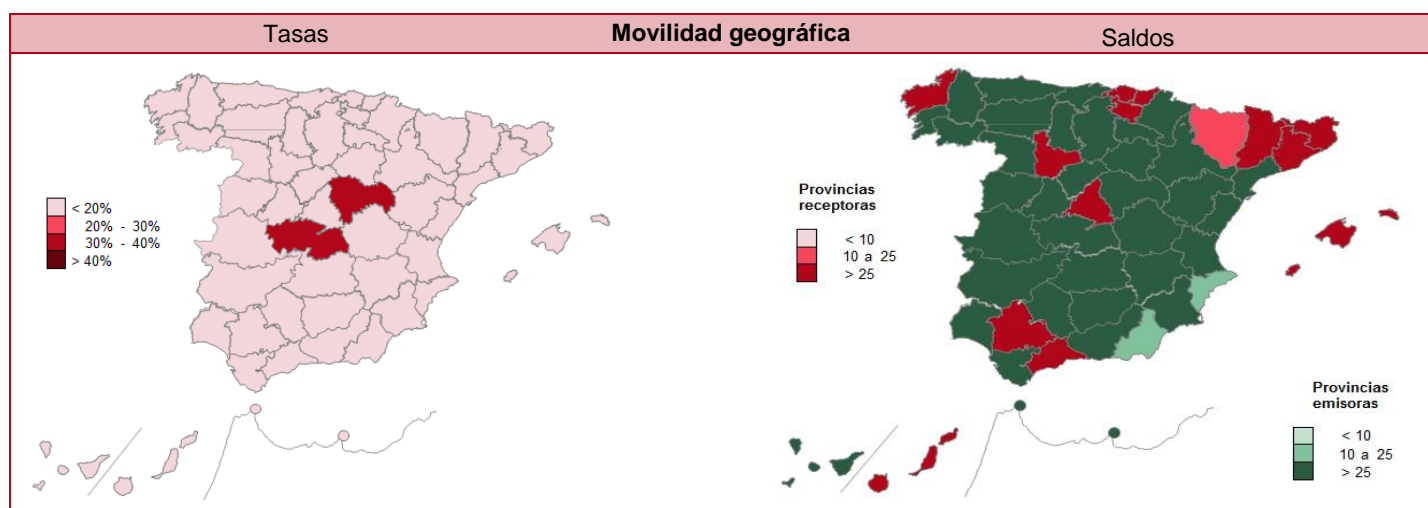 Tasas
Movilidad geográfica
Saldos
< 20%
20% - 30%
30% - 40%
> 40%
Provincias
receptoras
< 10
10 a 25
> 25
Provincias
emisoras
< 10
10 a 25
> 25